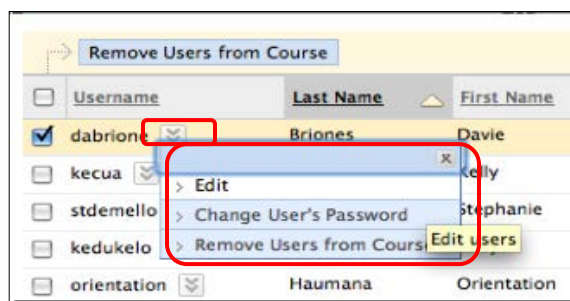 Remove Users from Course
Username Last Name First Name
dabrione Briones Davie
kecua Kelly
> Edit
stdemello Stephanie
> Change User's Password
kedukelo
> Remove Users from Course
Edit users
orientation Haumana Orientation